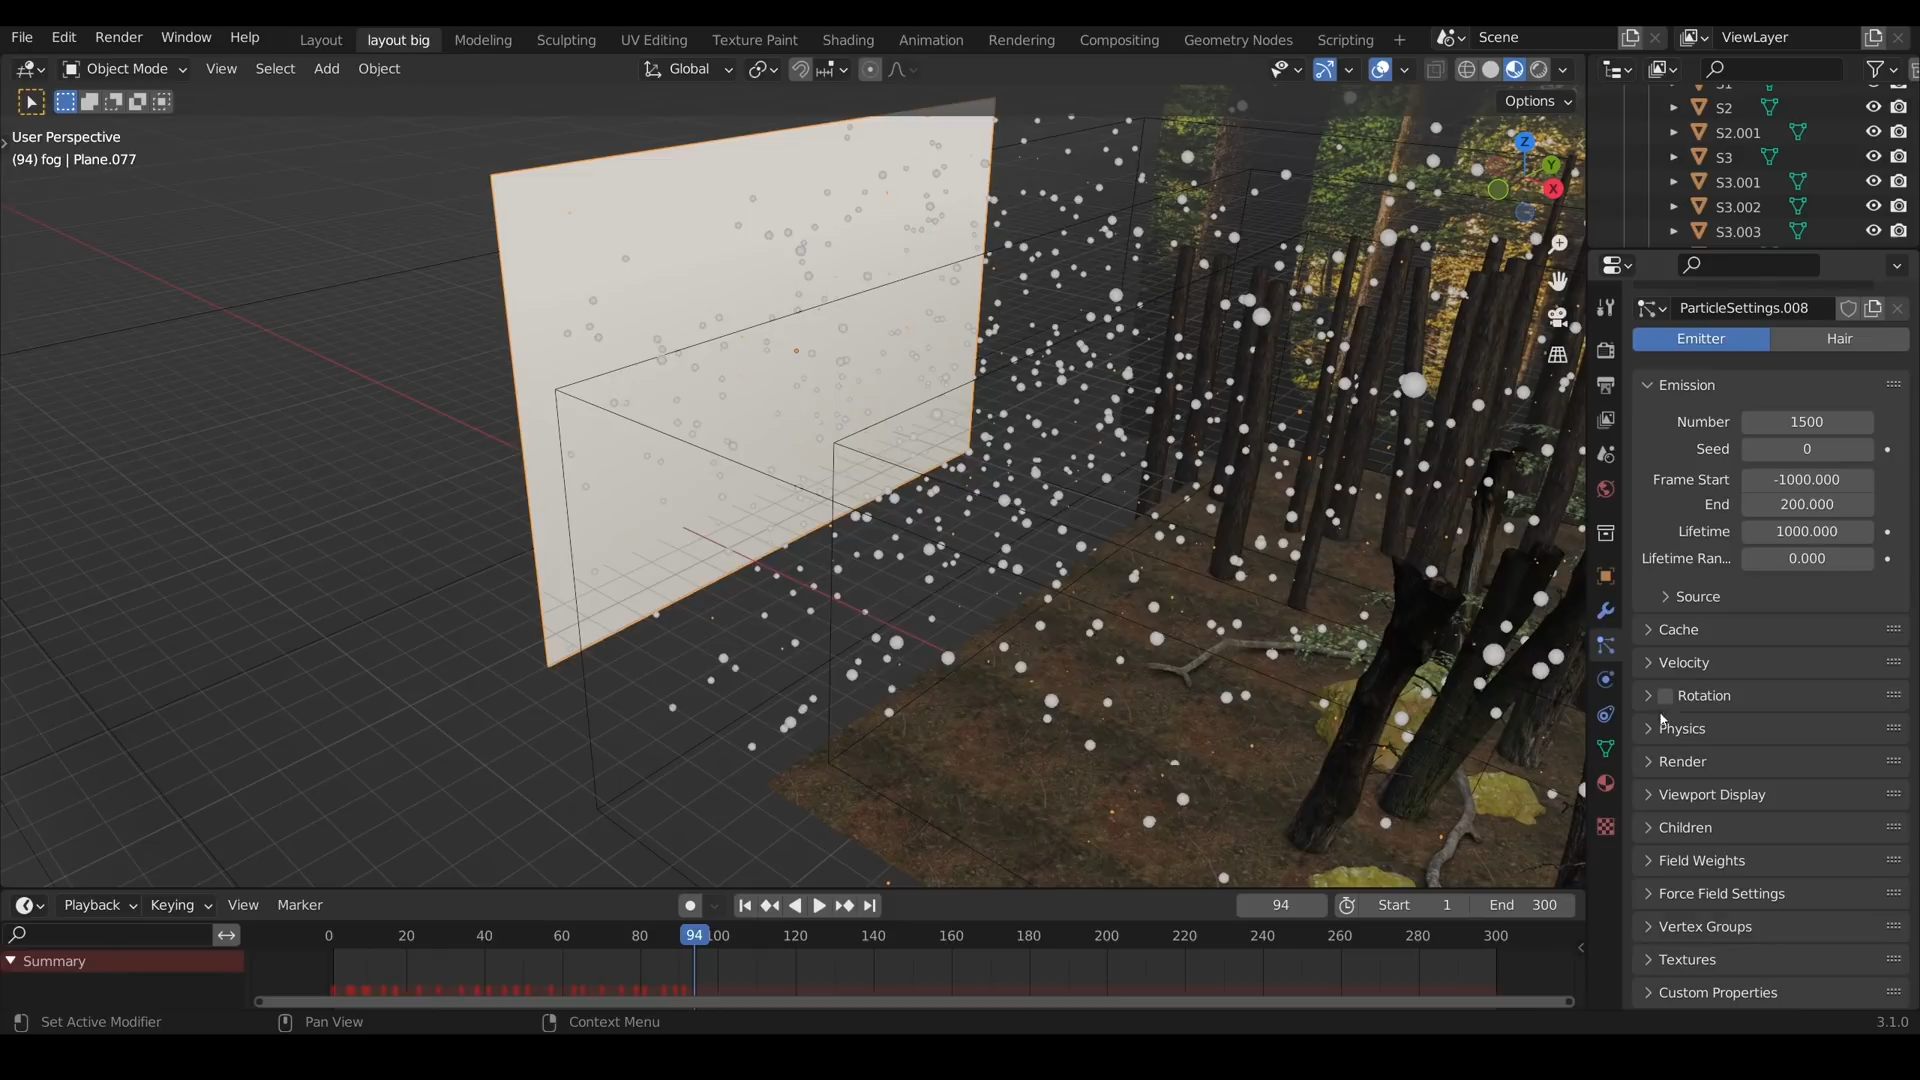 File Edit Render Window Help Layout layout big Modeling Sculpting UV Editing Texture Paint Shading Animation Rendering Compositing Geometry Nodes Scripting + Scene ViewLayer
Object Mode View Select Add Object Global
Options
User Perspective
(94) fog | Plane.077
Z
Y
X
S1
S2
S2.001
S3
S3.001
S3.002
S3.003
ParticleSettings.008
Emitter Hair
Emission
Number 1500
Seed 0
Frame Start -1000.000
End 200.000
Lifetime 1000.000
Lifetime Ran... 0.000
Source
Cache
Velocity
Rotation
Physics
Render
Viewport Display
Children
Field Weights
Force Field Settings
Vertex Groups
Textures
Custom Properties
Playback Keying View Marker 94 Start 1 End 300
0 20 40 60 80 94 100 120 140 160 180 200 220 240 260 280 300
Summary
Set Active Modifier Pan View Context Menu 3.1.0